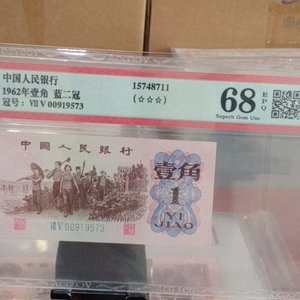 中国人民银行
1962年壹角 蓝二冠
冠号: VII V 00919573
15748711
(☆☆☆)
68
EPQ
Superb Gem Unc
中国人民银行
壹角
1
YI
JIAO
VII V 00919573